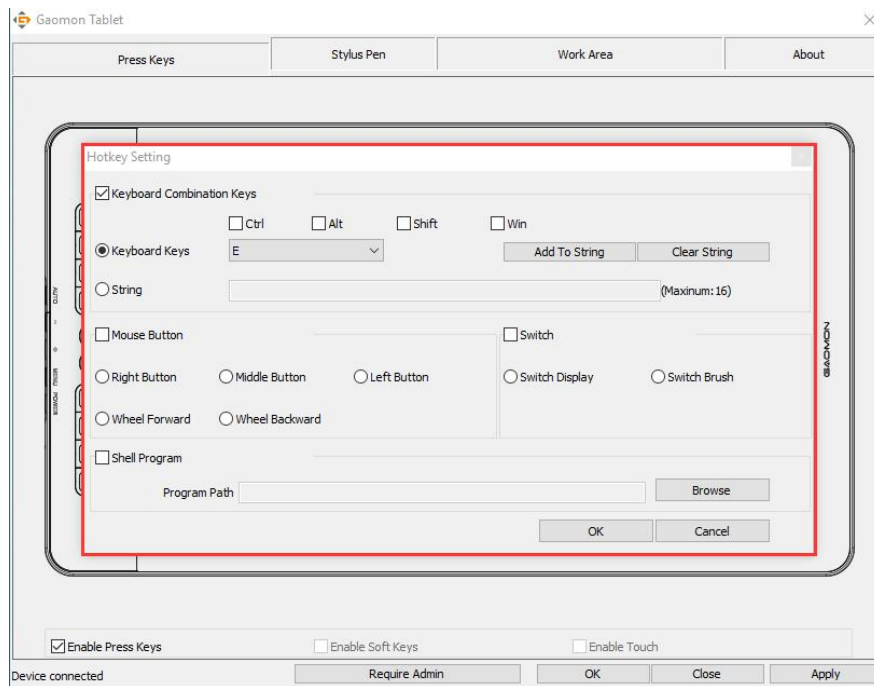 Gaomon Tablet
Press Keys
Stylus Pen
Work Area
About
Hotkey Setting
Keyboard Combination Keys
Ctrl
Alt
Shift
Win
Keyboard Keys
E
Add To String
Clear String
String
(Maxinum:16)
Mouse Button
Switch
Right Button
Middle Button
Left Button
Switch Display
Switch Brush
Wheel Forward
Wheel Backward
Shell Program
Program Path
Browse
OK
Cancel
AUTO
MENU
POWER
GAOMON
Enable Press Keys
Enable Soft Keys
Enable Touch
Device connected
Require Admin
OK
Close
Apply